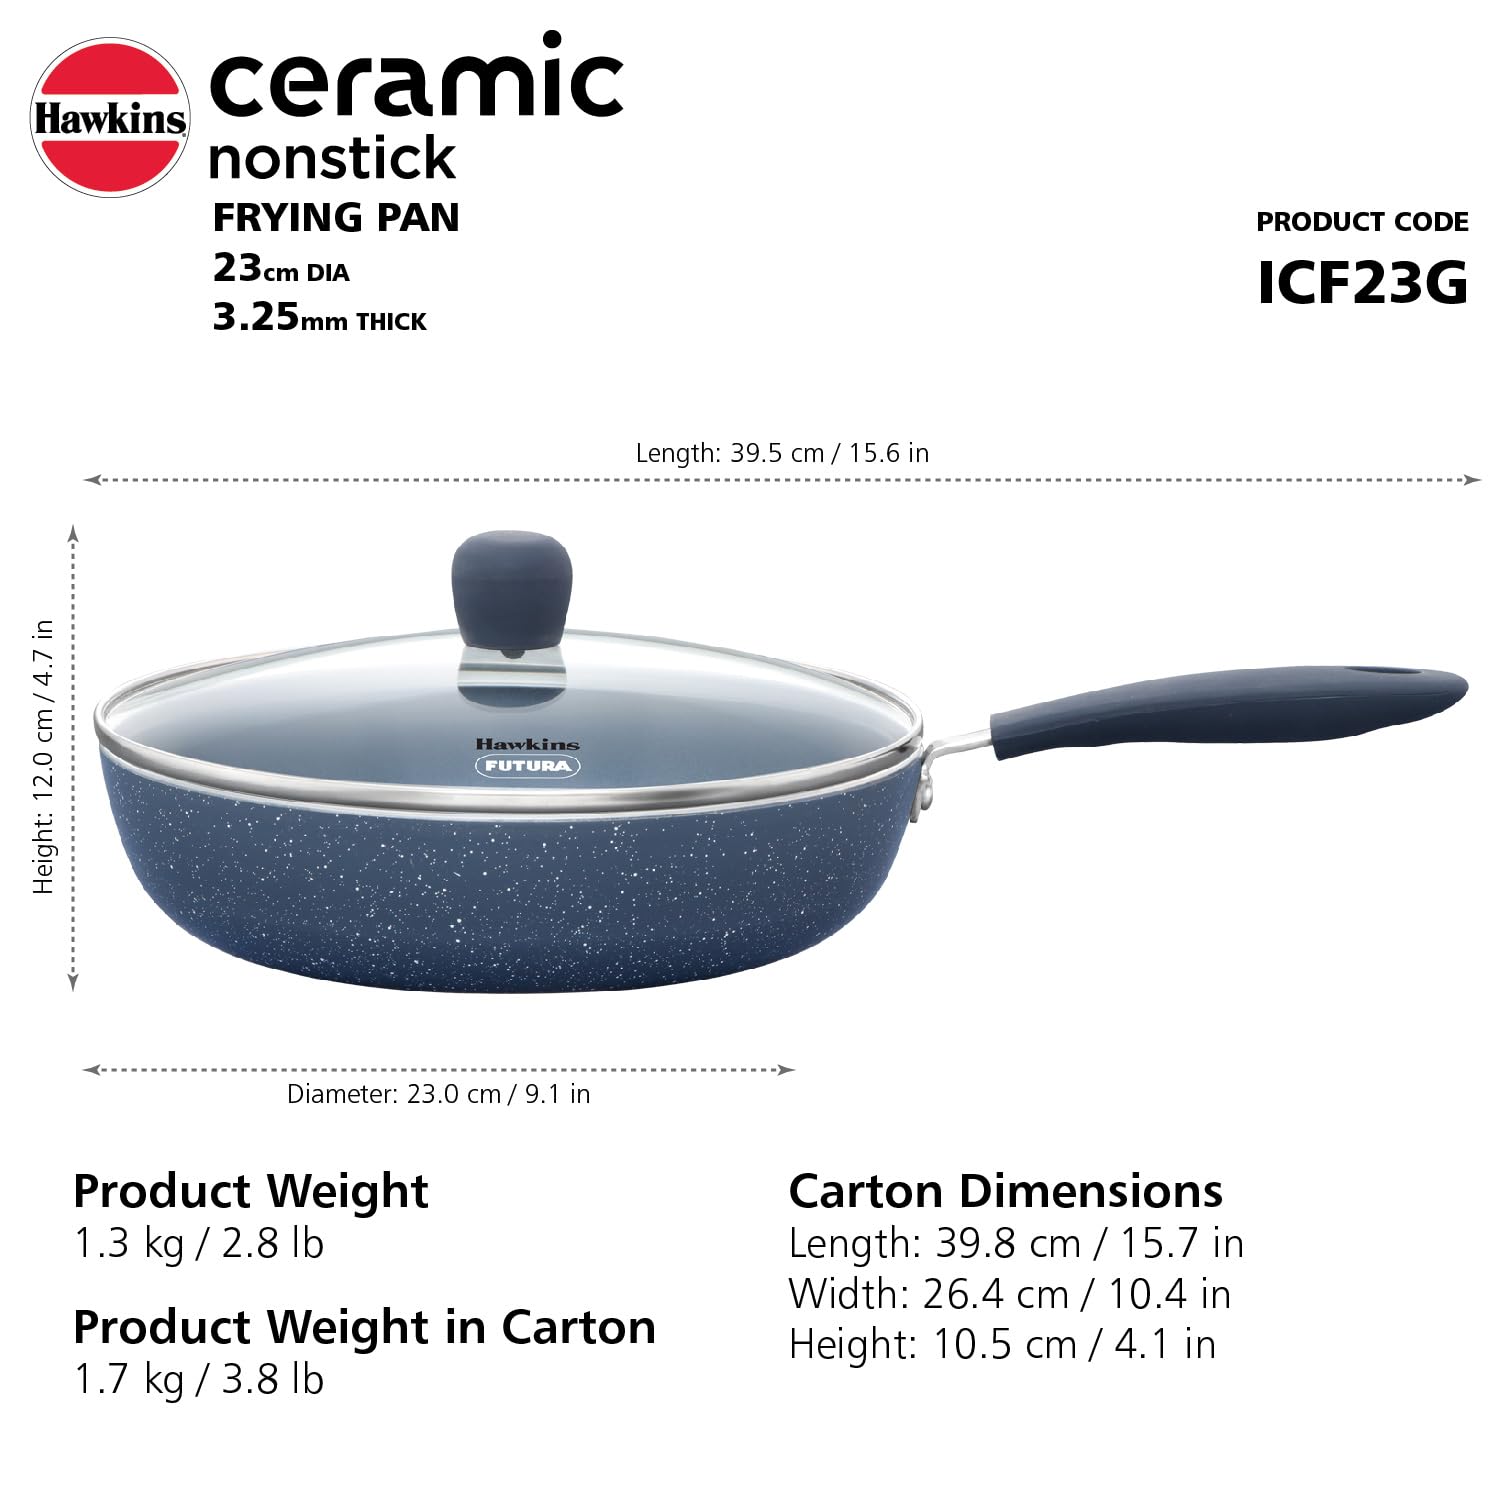 Hawkins
ceramic
nonstick
FRYING PAN
23cm DIA
3.25mm THICK
PRODUCT CODE
ICF23G
Length: 39.5 cm / 15.6 in
Height: 12.0 cm / 4.7 in
Hawkins
FUTURA
Diameter: 23.0 cm / 9.1 in
Product Weight
1.3 kg / 2.8 lb
Product Weight in Carton
1.7 kg / 3.8 lb
Carton Dimensions
Length: 39.8 cm / 15.7 in
Width: 26.4 cm / 10.4 in
Height: 10.5 cm / 4.1 in